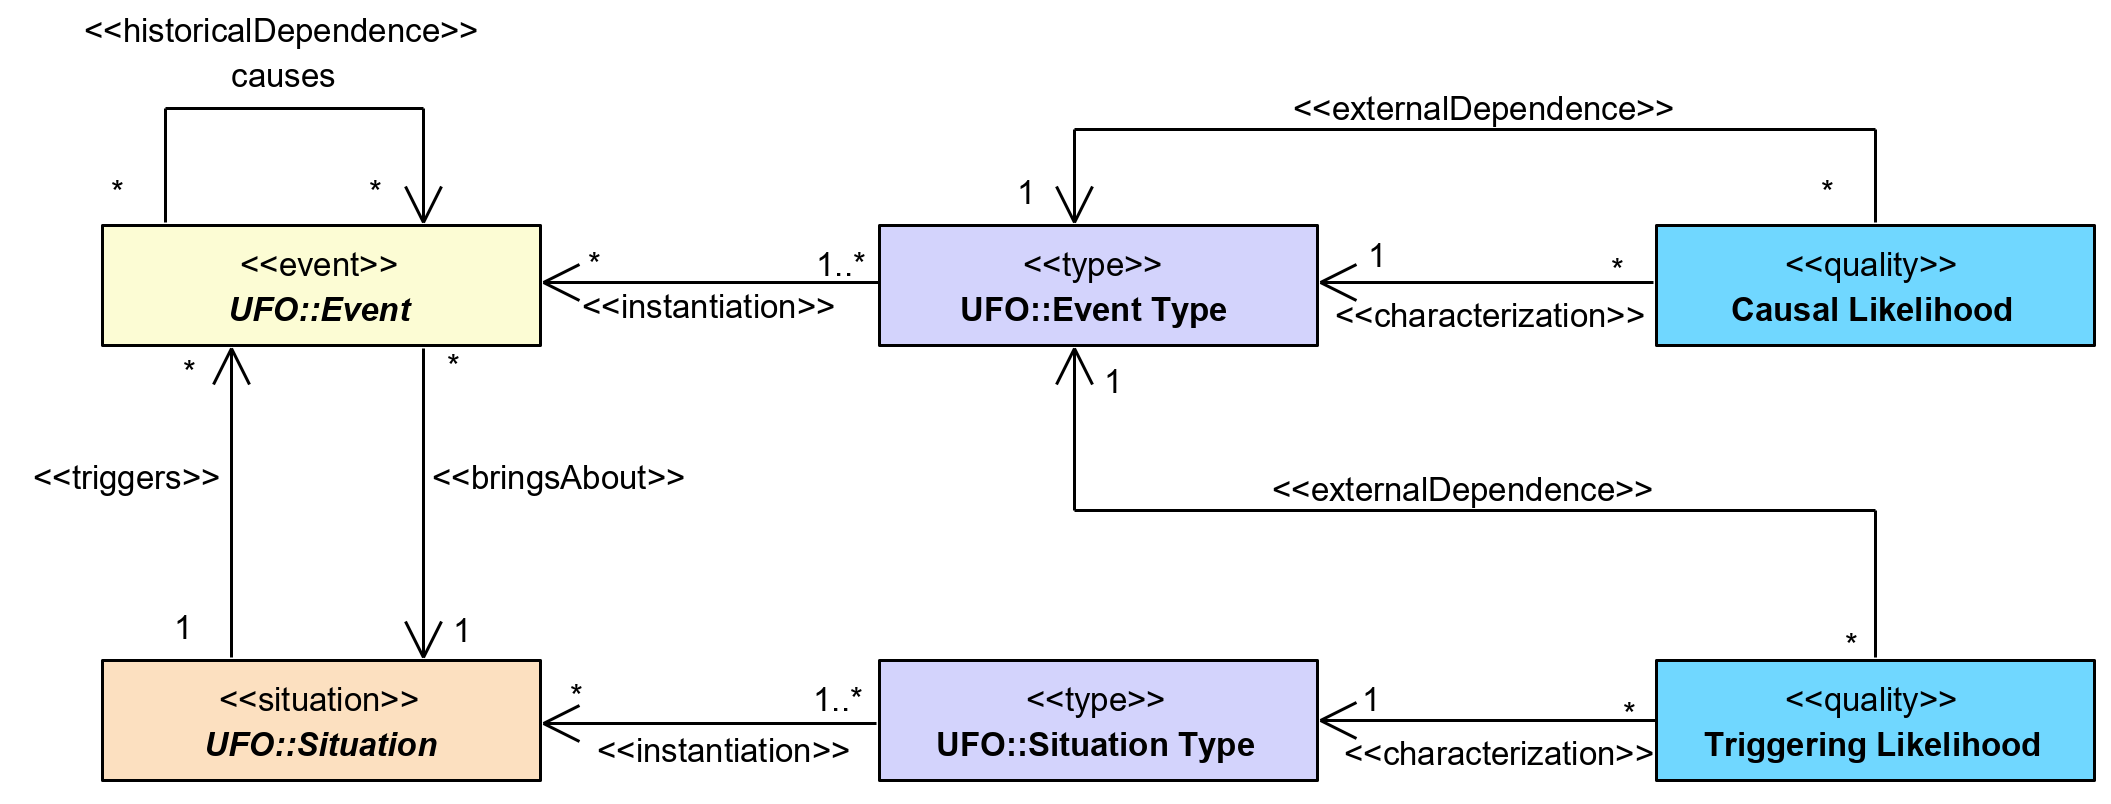 <<historicalDependence>>
causes
<<externalDependence>>
* * 1 *
<<event>>
UFO::Event
* 1..*
<<instantiation>>
<<type>>
UFO::Event Type
1 *
<<characterization>>
<<quality>>
Causal Likelihood
* * 1
<<triggers>> <<bringsAbout>>
<<externalDependence>>
1 1 *
<<situation>>
UFO::Situation
* 1..*
<<instantiation>>
<<type>>
UFO::Situation Type
1 *
<<characterization>>
<<quality>>
Triggering Likelihood